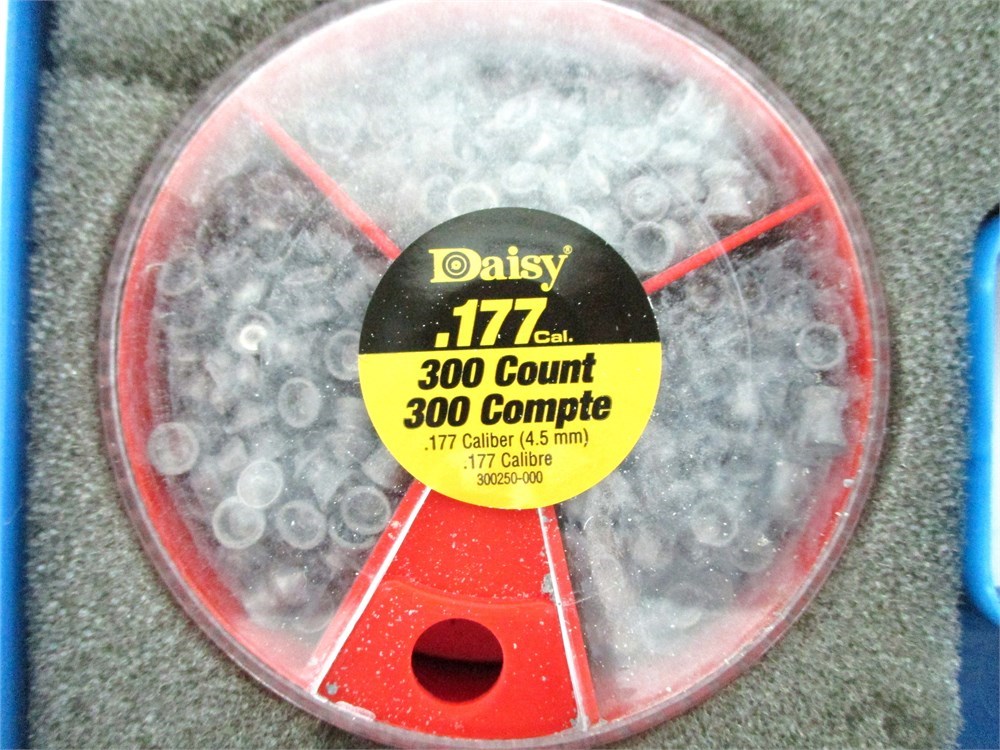 Daisy®
.177 Cal.
300 Count
300 Compte
.177 Caliber (4.5 mm)
.177 Calibre
300250-000